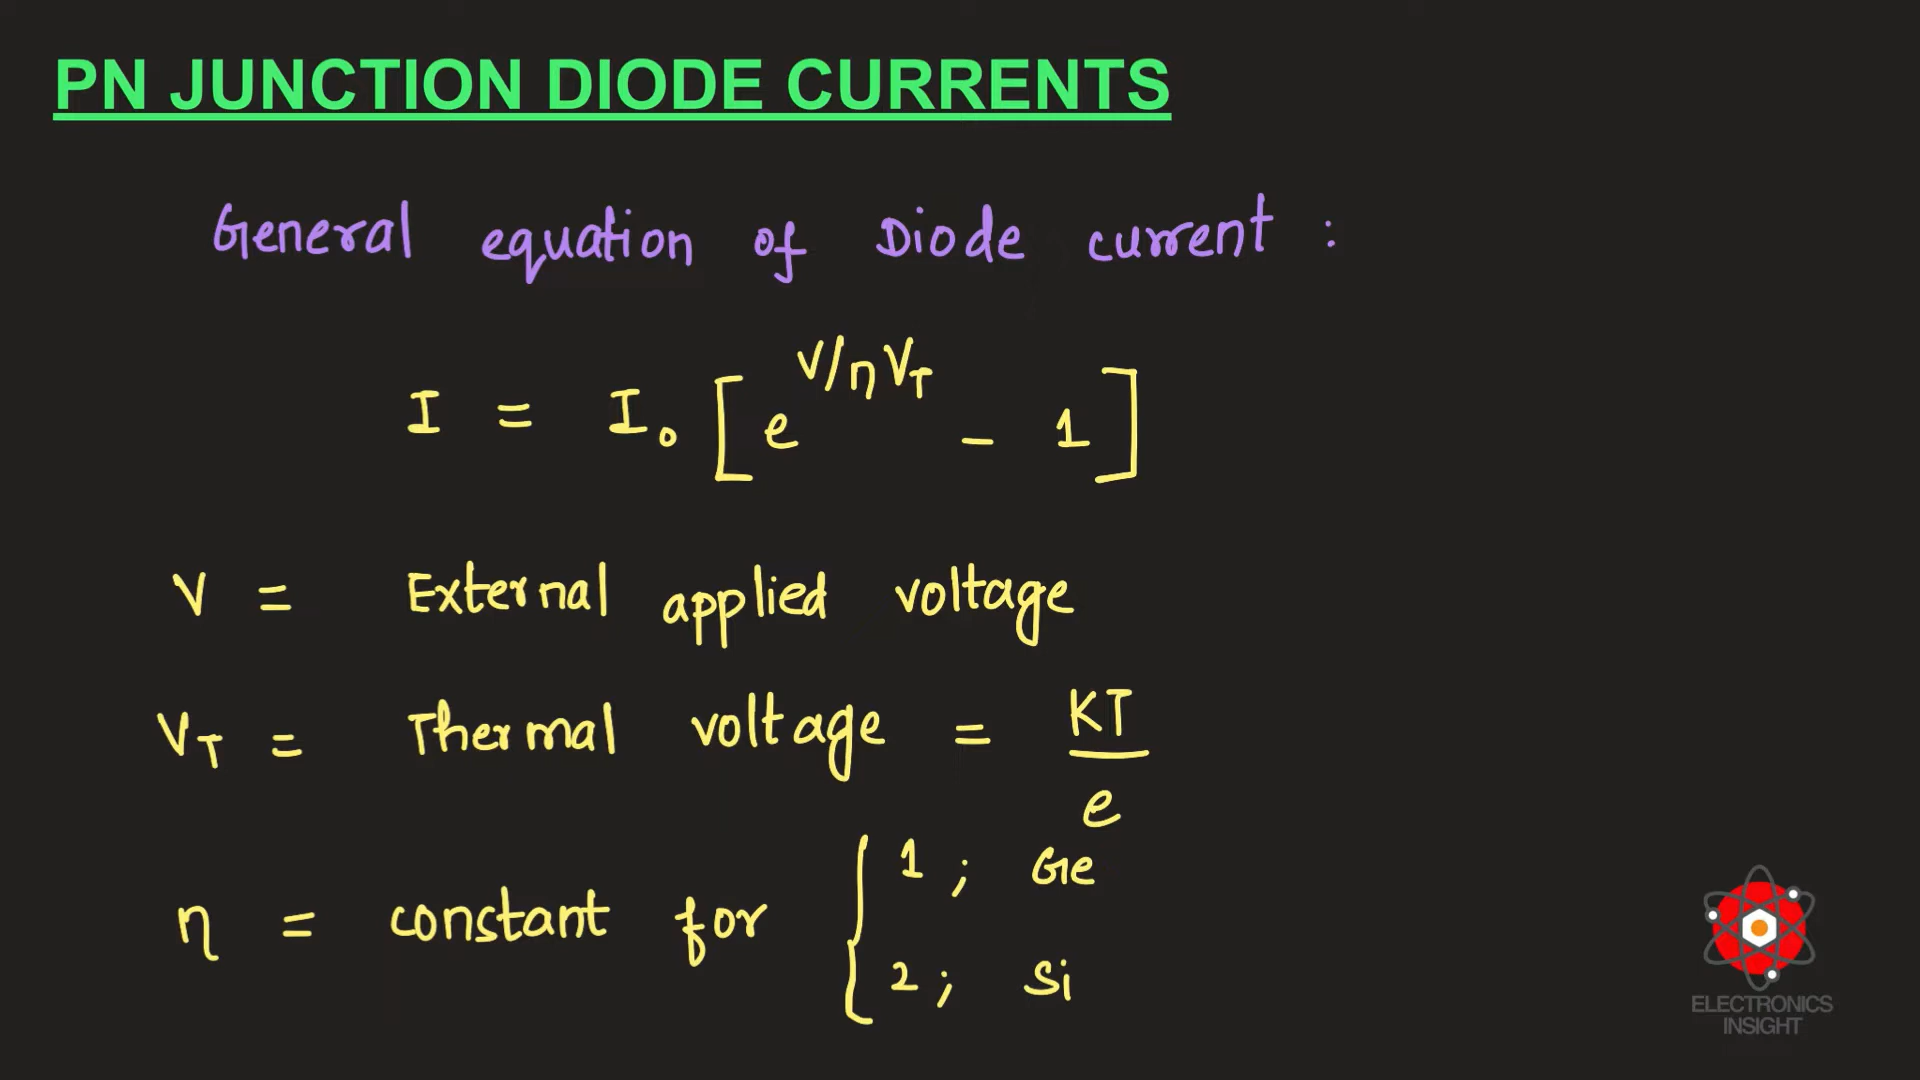 PN JUNCTION DIODE CURRENTS
General equation of Diode current :
I = I₀ [ e^(V/ηV_T) - 1 ]
V = External applied voltage
V_T = Thermal voltage = KT/e
η = constant for { 1 ; Ge
2 ; Si
ELECTRONICS
INSIGHT